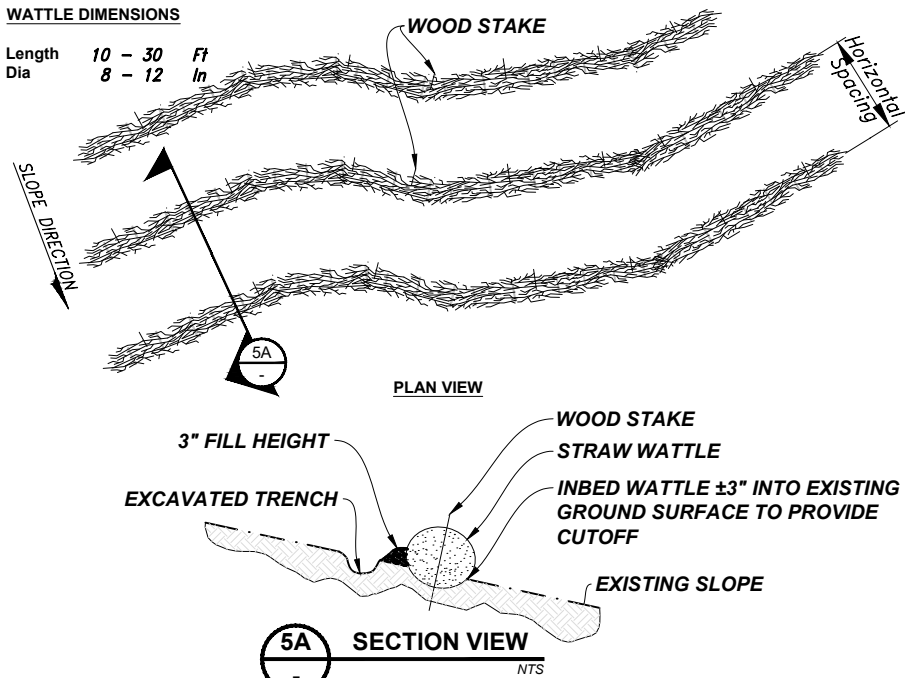 WATTLE DIMENSIONS
Length 10 - 30 Ft
Dia 8 - 12 In
WOOD STAKE
Horizontal
Spacing
SLOPE DIRECTION
5A
-
PLAN VIEW
3" FILL HEIGHT
EXCAVATED TRENCH
WOOD STAKE
STRAW WATTLE
INBED WATTLE ±3" INTO EXISTING
GROUND SURFACE TO PROVIDE
CUTOFF
EXISTING SLOPE
5A SECTION VIEW
-
NTS